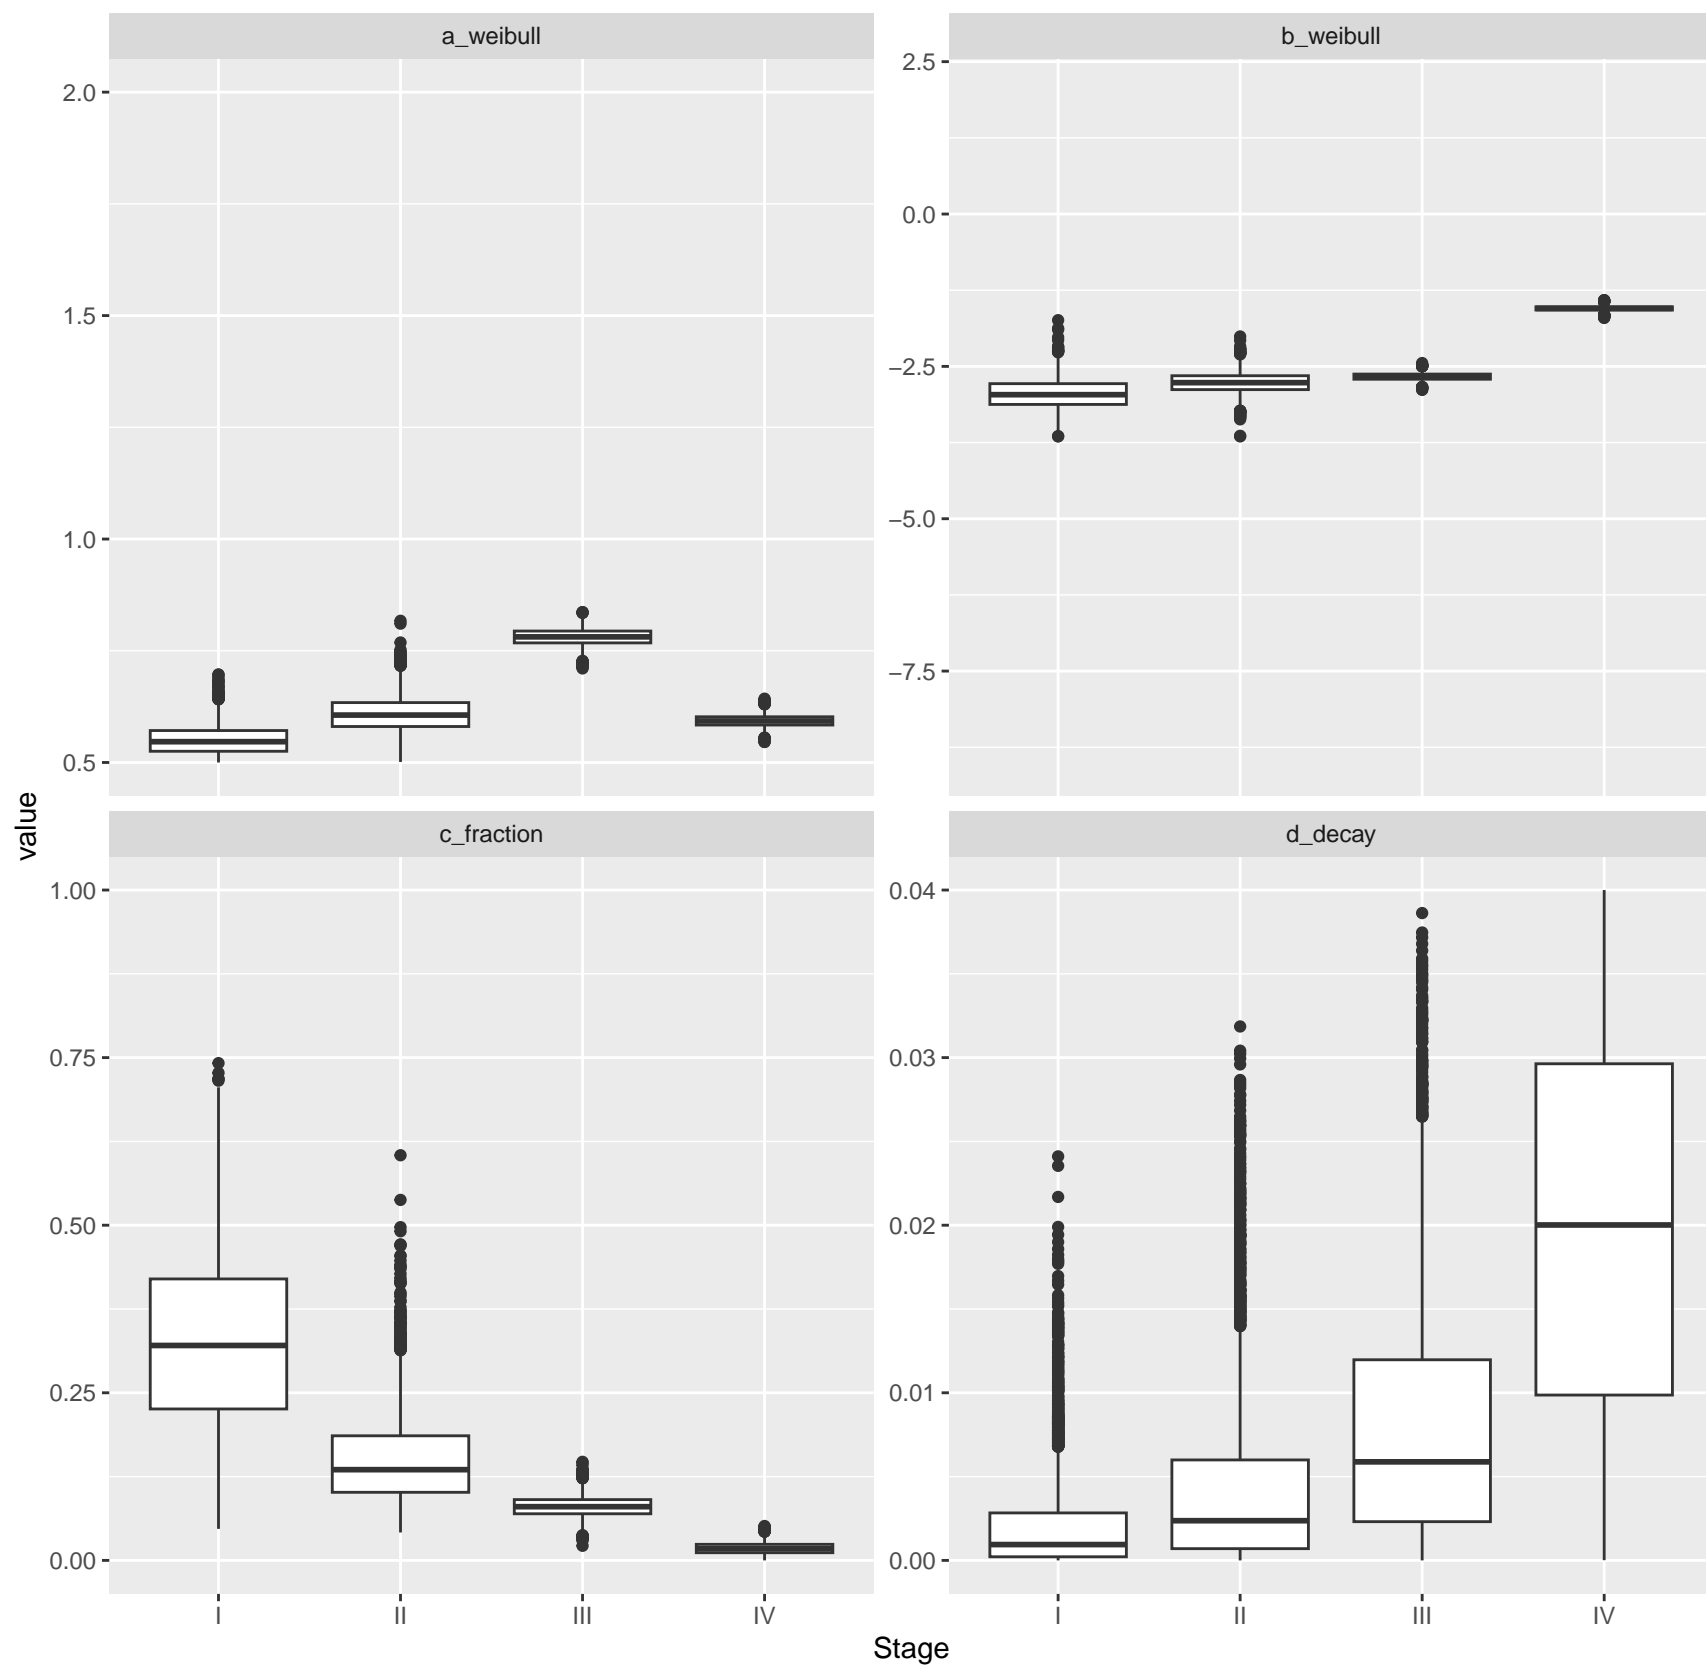 a_weibull
b_weibull
2.0
1.5
1.0
0.5
2.5
0.0
−2.5
−5.0
−7.5
value
c_fraction
d_decay
1.00
0.75
0.50
0.25
0.00
0.04
0.03
0.02
0.01
0.00
I II III IV
I II III IV
Stage